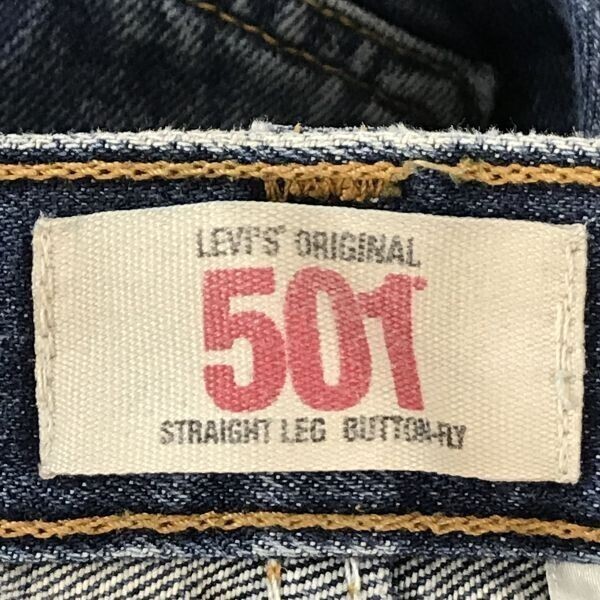 LEVI'S® ORIGINAL
501®
STRAIGHT LEG BUTTON-FLY